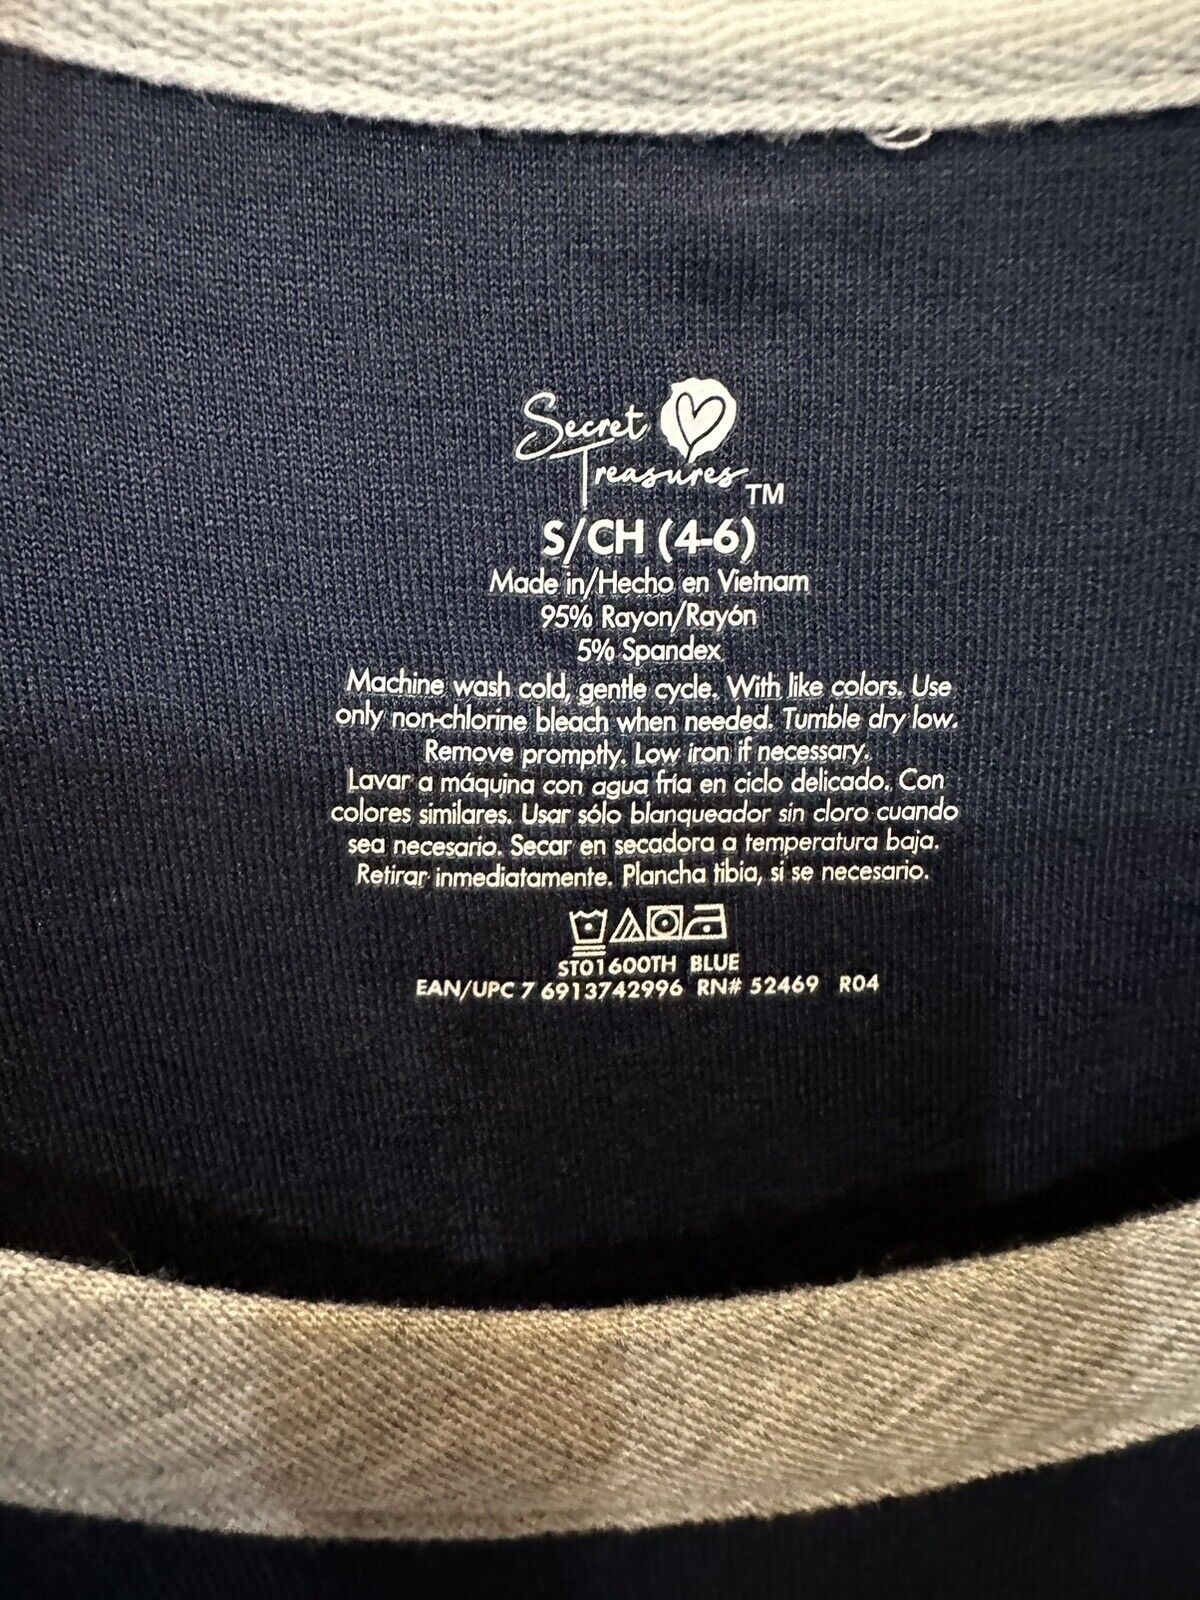 Secret
Treasures TM
S/CH (4-6)
Made in/Hecho en Vietnam
95% Rayon/Rayón
5% Spandex
Machine wash cold, gentle cycle. With like colors. Use
only non-chlorine bleach when needed. Tumble dry low.
Remove promptly. Low iron if necessary.
Lavar a máquina con agua fría en ciclo delicado. Con
colores similares. Usar sólo blanqueador sin cloro cuando
sea necesario. Secar en secadora a temperatura baja.
Retirar inmediatamente. Plancha tibia, si se necesario.
ST01600TH BLUE
EAN/UPC 7 6913742996 RN# 52469 R04